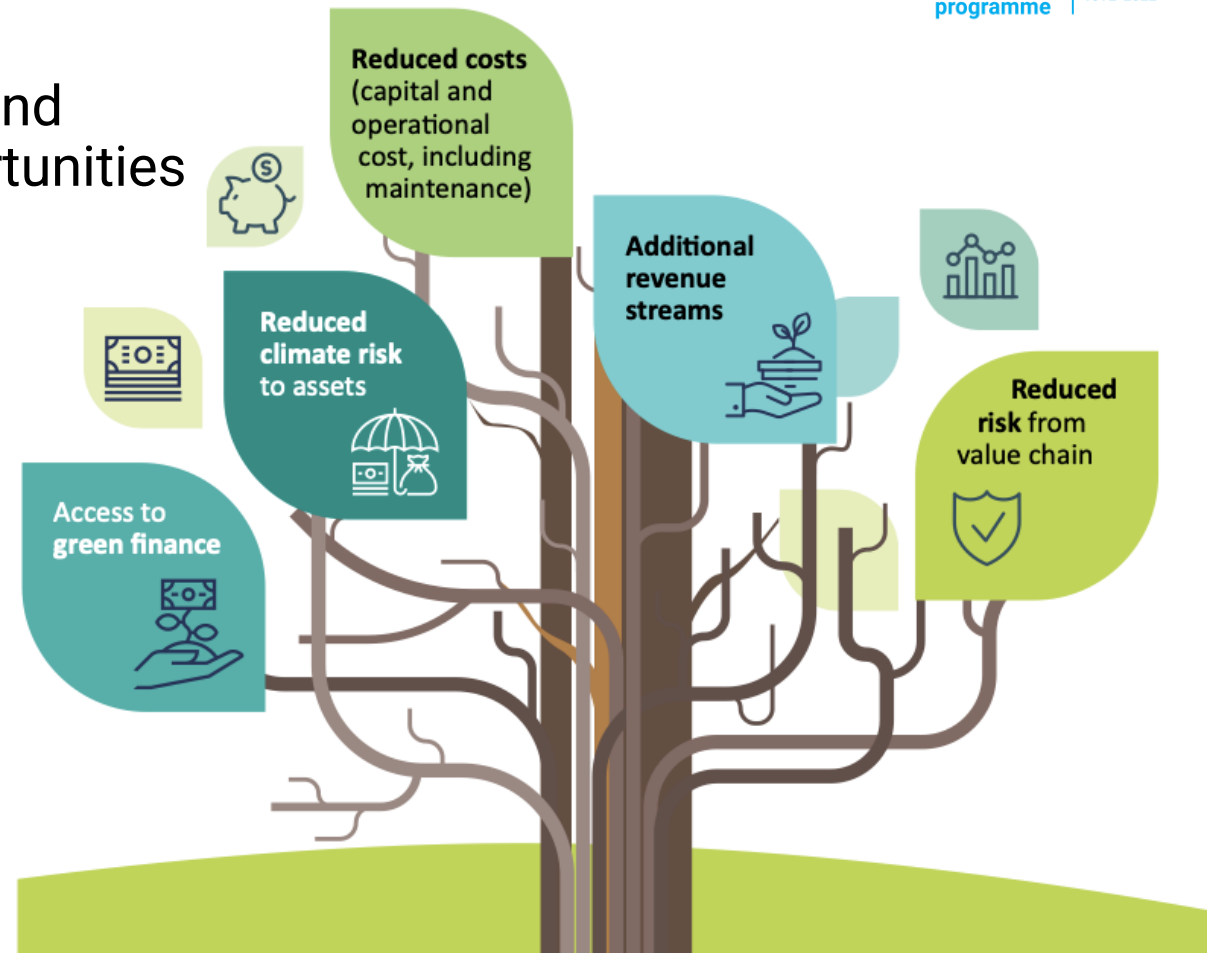 programme
nd
rtunities
Reduced costs
(capital and
operational
cost, including
maintenance)
Additional
revenue
streams
Reduced
climate risk
to assets
Reduced
risk from
value chain
Access to
green finance